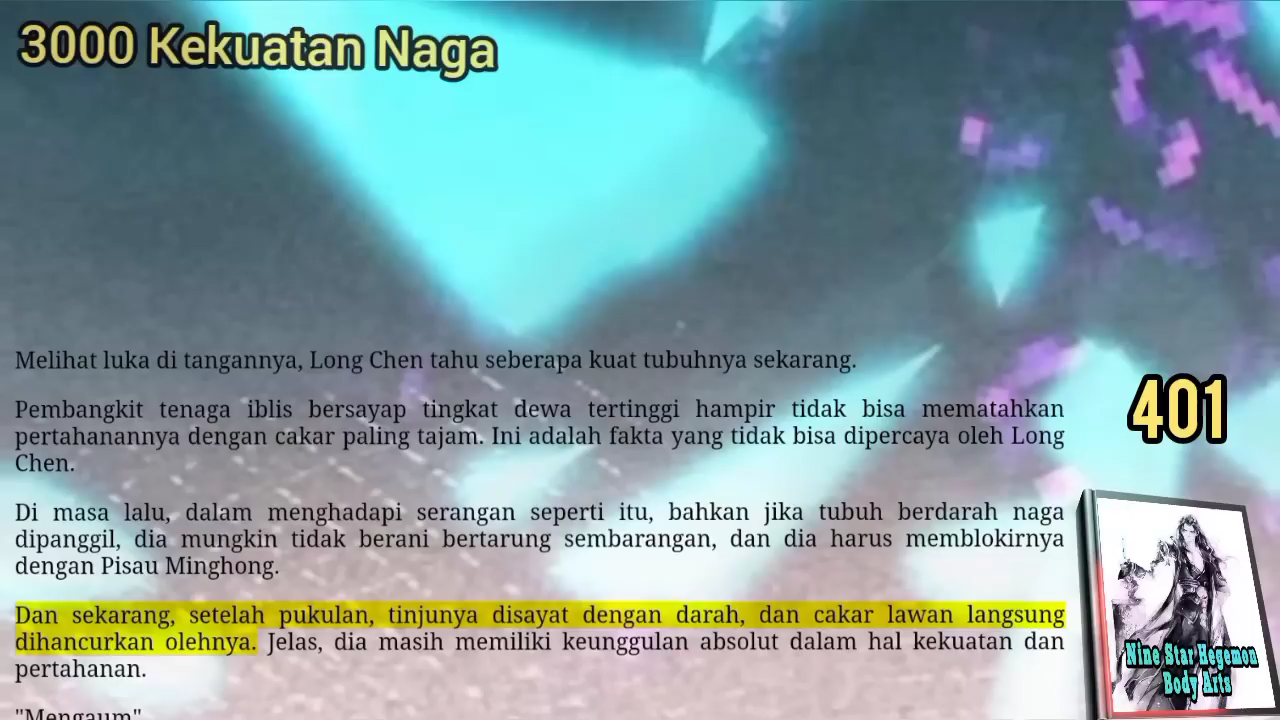 3000 Kekuatan Naga
Melihat luka di tangannya, Long Chen tahu seberapa kuat tubuhnya sekarang.
Pembangkit tenaga iblis bersayap tingkat dewa tertinggi hampir tidak bisa mematahkan
pertahanannya dengan cakar paling tajam. Ini adalah fakta yang tidak bisa dipercaya oleh Long
Chen.
Di masa lalu, dalam menghadapi serangan seperti itu, bahkan jika tubuh berdarah naga
dipanggil, dia mungkin tidak berani bertarung sembarangan, dan dia harus memblokirnya
dengan Pisau Minghong.
Dan sekarang, setelah pukulan, tinjunya disayat dengan darah, dan cakar lawan langsung
dihancurkan olehnya. Jelas, dia masih memiliki keunggulan absolut dalam hal kekuatan dan
pertahanan.
"Mengaum"
401
Nine Star Hegemon
Body Arts